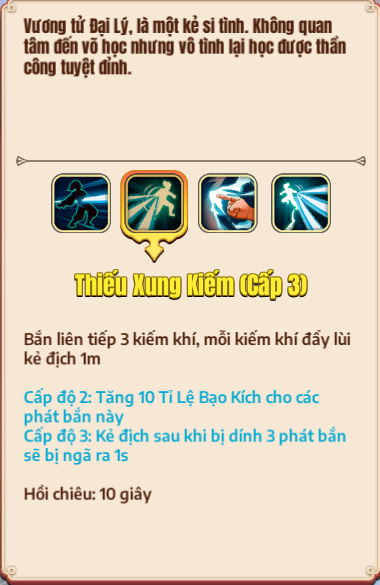 Vương tử Đại Lý, là một kẻ si tình. Không quan
tâm đến võ học nhưng vô tình lại học được thần
công tuyệt đỉnh.
Thiếu Xung Kiếm (Cấp 3)
Bắn liên tiếp 3 kiếm khí, mỗi kiếm khí đẩy lùi
kẻ địch 1m
Cấp độ 2: Tăng 10 Tỉ Lệ Bạo Kích cho các
phát bắn này
Cấp độ 3: Kẻ địch sau khi bị dính 3 phát bắn
sẽ bị ngã ra 1s
Hồi chiêu: 10 giây